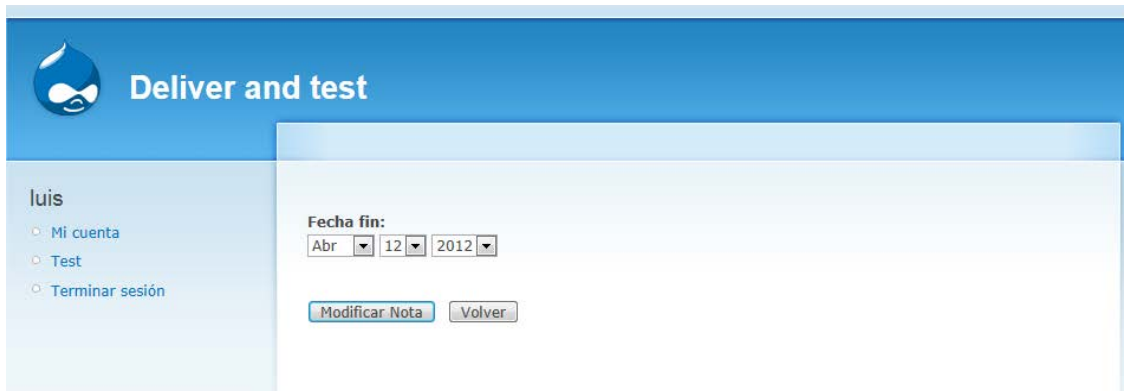 Deliver and test
luis
Mi cuenta
Test
Terminar sesión
Fecha fin:
Abr 12 2012
Modificar Nota Volver